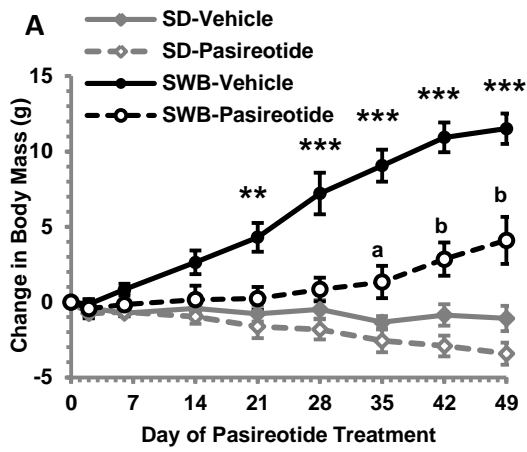 A
SD-Vehicle
SD-Pasireotide
SWB-Vehicle
SWB-Pasireotide
Change in Body Mass (g)
15
10
5
0
-5
**
***
***
***
***
a
b
b
0 7 14 21 28 35 42 49
Day of Pasireotide Treatment